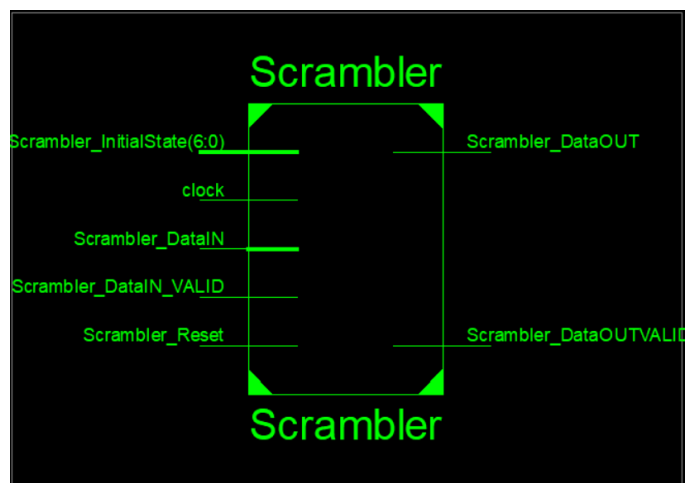 Scrambler
Scrambler_InitialState(6:0)
Scrambler_DataOUT
clock
Scrambler_DataIN
Scrambler_DataIN_VALID
Scrambler_Reset
Scrambler_DataOUTVALID
Scrambler